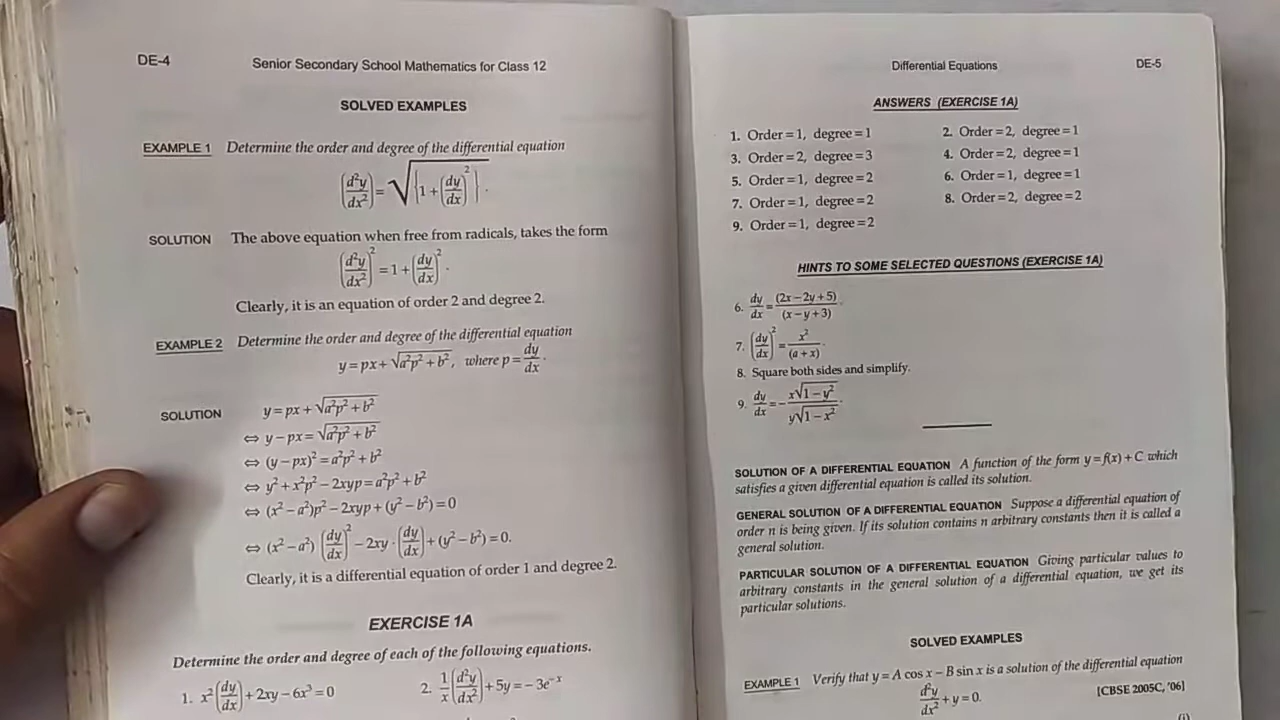 DE-4
Senior Secondary School Mathematics for Class 12
SOLVED EXAMPLES
EXAMPLE 1 Determine the order and degree of the differential equation
(d²y/dx²) = √{1 + (dy/dx)²}.
SOLUTION The above equation when free from radicals, takes the form
(d²y/dx²)² = 1 + (dy/dx)².
Clearly, it is an equation of order 2 and degree 2.
EXAMPLE 2 Determine the order and degree of the differential equation
y = px + √(a²p² + b²), where p = dy/dx.
SOLUTION y = px + √(a²p² + b²)
⇔ y − px = √(a²p² + b²)
⇔ (y − px)² = a²p² + b²
⇔ y² + x²p² − 2xyp = a²p² + b²
⇔ (x² − a²)p² − 2xyp + (y² − b²) = 0
⇔ (x² − a²) (dy/dx)² − 2xy · (dy/dx) + (y² − b²) = 0.
Clearly, it is a differential equation of order 1 and degree 2.
EXERCISE 1A
Determine the order and degree of each of the following equations.
1. x²(dy/dx) + 2xy − 6x³ = 0 2. 1/x (d²y/dx²) + 5y = − 3e⁻ˣ
Differential Equations
DE-5
ANSWERS (EXERCISE 1A)
1. Order = 1, degree = 1 2. Order = 2, degree = 1
3. Order = 2, degree = 3 4. Order = 2, degree = 1
5. Order = 1, degree = 2 6. Order = 1, degree = 1
7. Order = 1, degree = 2 8. Order = 2, degree = 2
9. Order = 1, degree = 2
HINTS TO SOME SELECTED QUESTIONS (EXERCISE 1A)
6. dy/dx = (2x − 2y + 5)/(x − y + 3).
7. (dy/dx)² = x²/(a + x).
8. Square both sides and simplify.
9. dy/dx = − x√(1 − y²)/y√(1 − x²).
SOLUTION OF A DIFFERENTIAL EQUATION A function of the form y = f(x) + C which
satisfies a given differential equation is called its solution.
GENERAL SOLUTION OF A DIFFERENTIAL EQUATION Suppose a differential equation of
order n is being given. If its solution contains n arbitrary constants then it is called a
general solution.
PARTICULAR SOLUTION OF A DIFFERENTIAL EQUATION Giving particular values to
arbitrary constants in the general solution of a differential equation, we get its
particular solutions.
SOLVED EXAMPLES
EXAMPLE 1 Verify that y = A cos x − B sin x is a solution of the differential equation
d²y/dx² + y = 0. [CBSE 2005C, '06]
(i)